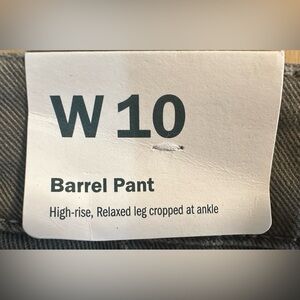 W 10
Barrel Pant
High-rise, Relaxed leg cropped at ankle